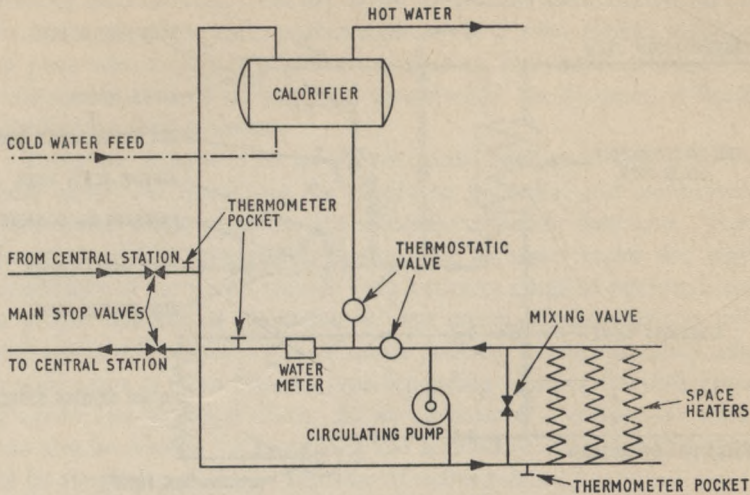 HOT WATER
CALORIFIER
COLD WATER FEED
THERMOMETER
POCKET
FROM CENTRAL STATION
THERMOSTATIC
VALVE
MAIN STOP VALVES
MIXING VALVE
TO CENTRAL STATION
WATER
METER
SPACE
HEATERS
CIRCULATING PUMP
THERMOMETER POCKET